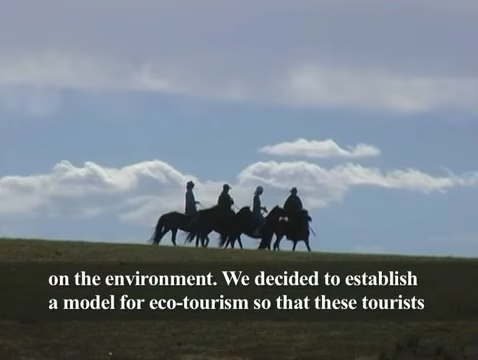 on the environment. We decided to establish
a model for eco-tourism so that these tourists